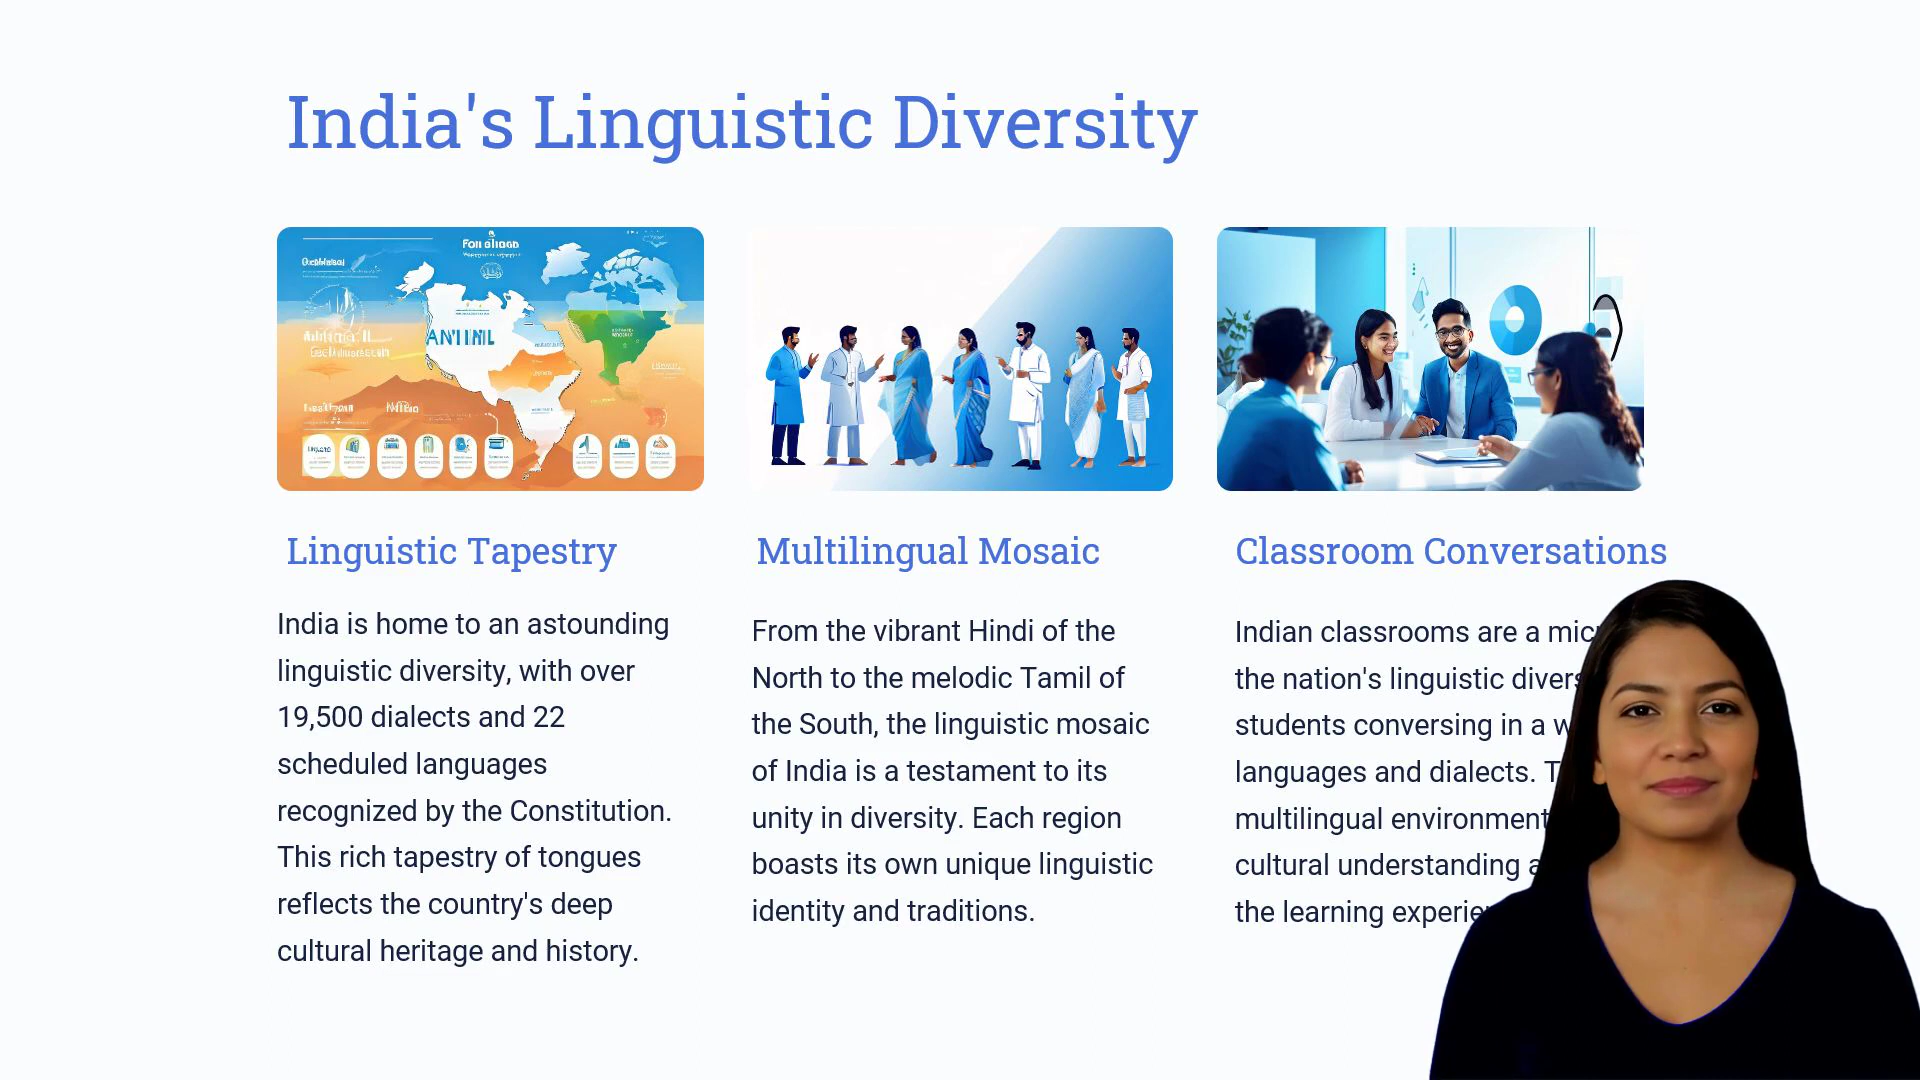 India's Linguistic Diversity
ANTINL
Linguistic Tapestry
India is home to an astounding
linguistic diversity, with over
19,500 dialects and 22
scheduled languages
recognized by the Constitution.
This rich tapestry of tongues
reflects the country's deep
cultural heritage and history.
Multilingual Mosaic
From the vibrant Hindi of the
North to the melodic Tamil of
the South, the linguistic mosaic
of India is a testament to its
unity in diversity. Each region
boasts its own unique linguistic
identity and traditions.
Classroom Conversations
Indian classrooms are a
the nation's linguistic
students conversing in a
languages and dialects.
multilingual environment
cultural understanding
the learning